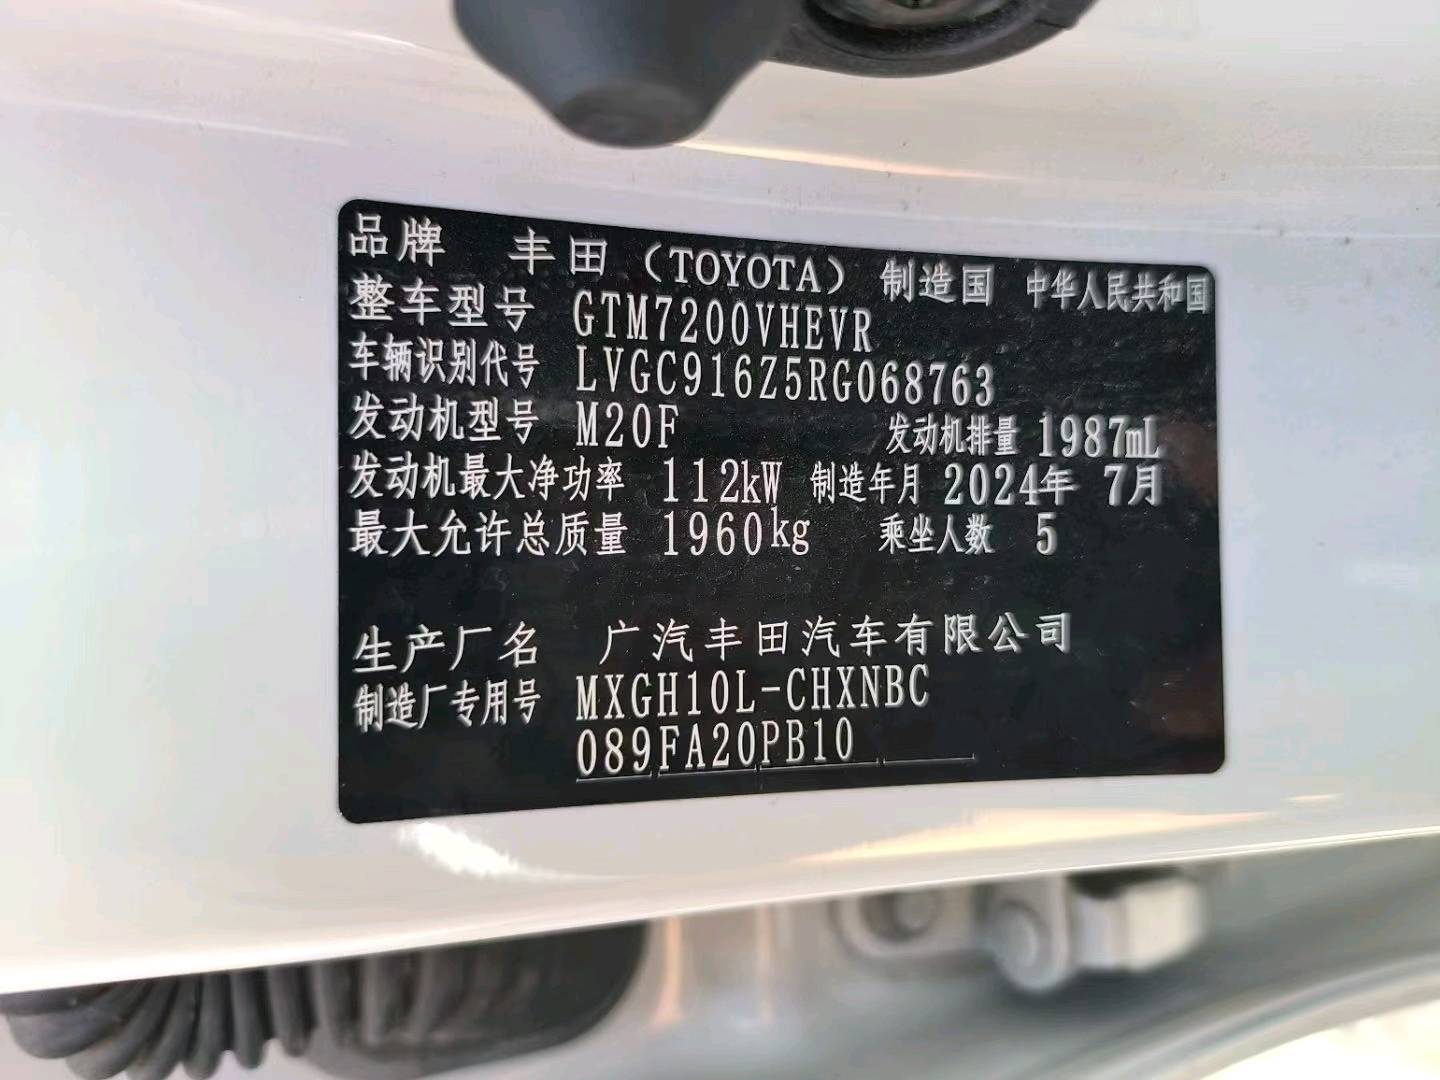 品牌 丰田（TOYOTA） 制造国 中华人民共和国
整车型号 GTM7200VHEVR
车辆识别代号 LVGC916Z5RG068763
发动机型号 M20F 发动机排量 1987mL
发动机最大净功率 112kW 制造年月 2024年 7月
最大允许总质量 1960kg 乘坐人数 5
生产厂名 广汽丰田汽车有限公司
制造厂专用号 MXGH10L-CHXNBC
089FA20PB10